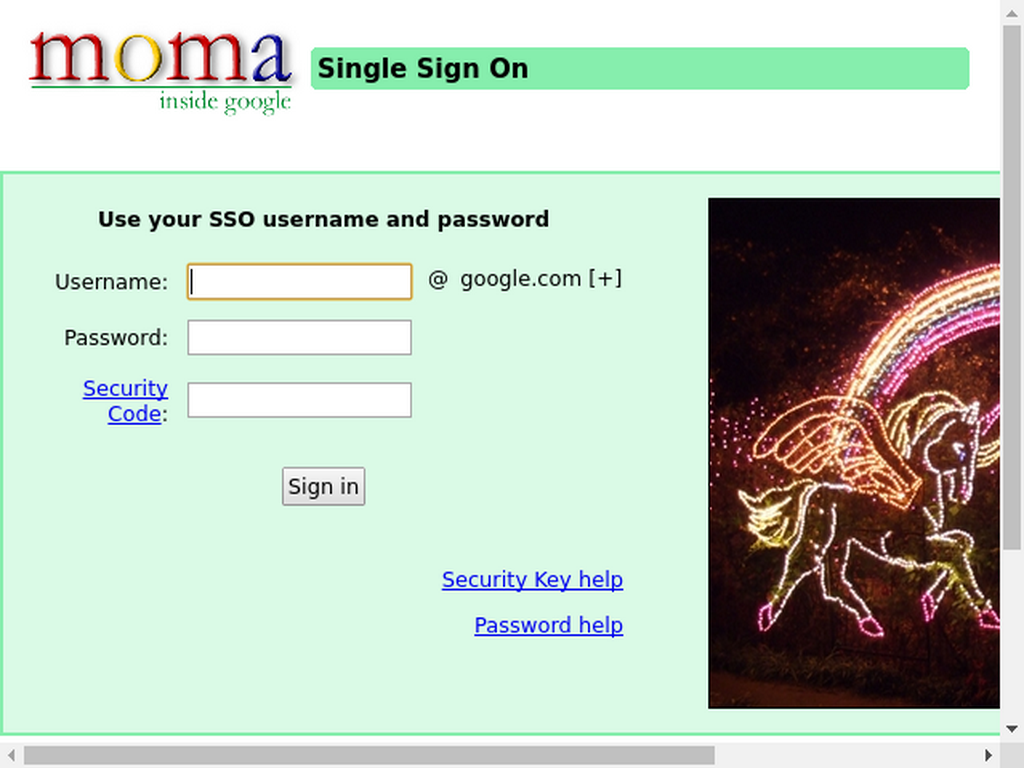 moma
inside google
Single Sign On
Use your SSO username and password
Username:
@ google.com [+]
Password:
Security
Code:
Sign in
Security Key help
Password help